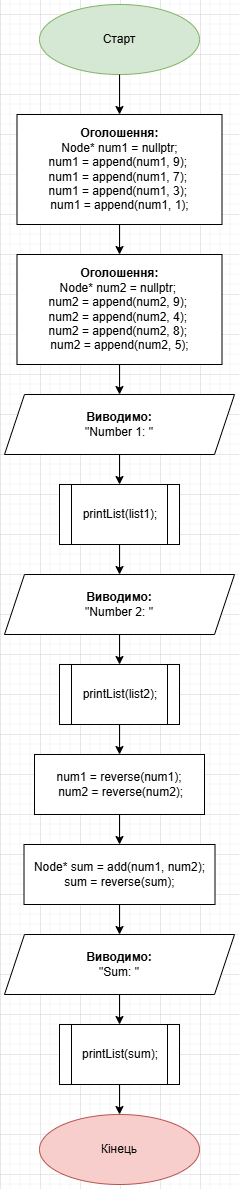 Старт
Оголошення:
Node* num1 = nullptr;
num1 = append(num1, 9);
num1 = append(num1, 7);
num1 = append(num1, 3);
num1 = append(num1, 1);
Оголошення:
Node* num2 = nullptr;
num2 = append(num2, 9);
num2 = append(num2, 4);
num2 = append(num2, 8);
num2 = append(num2, 5);
Виводимо:
"Number 1: "
printList(list1);
Виводимо:
"Number 2: "
printList(list2);
num1 = reverse(num1);
num2 = reverse(num2);
Node* sum = add(num1, num2);
sum = reverse(sum);
Виводимо:
"Sum: "
printList(sum);
Кінець